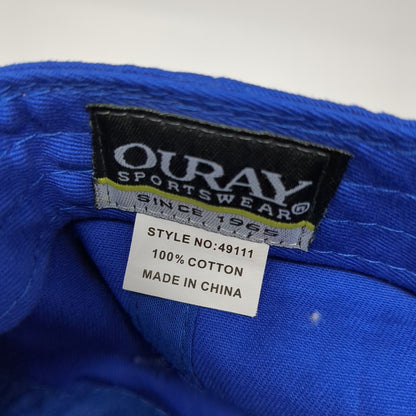 OURAY
SPORTSWEAR®
SINCE 1965
STYLE NO:49111
100% COTTON
MADE IN CHINA